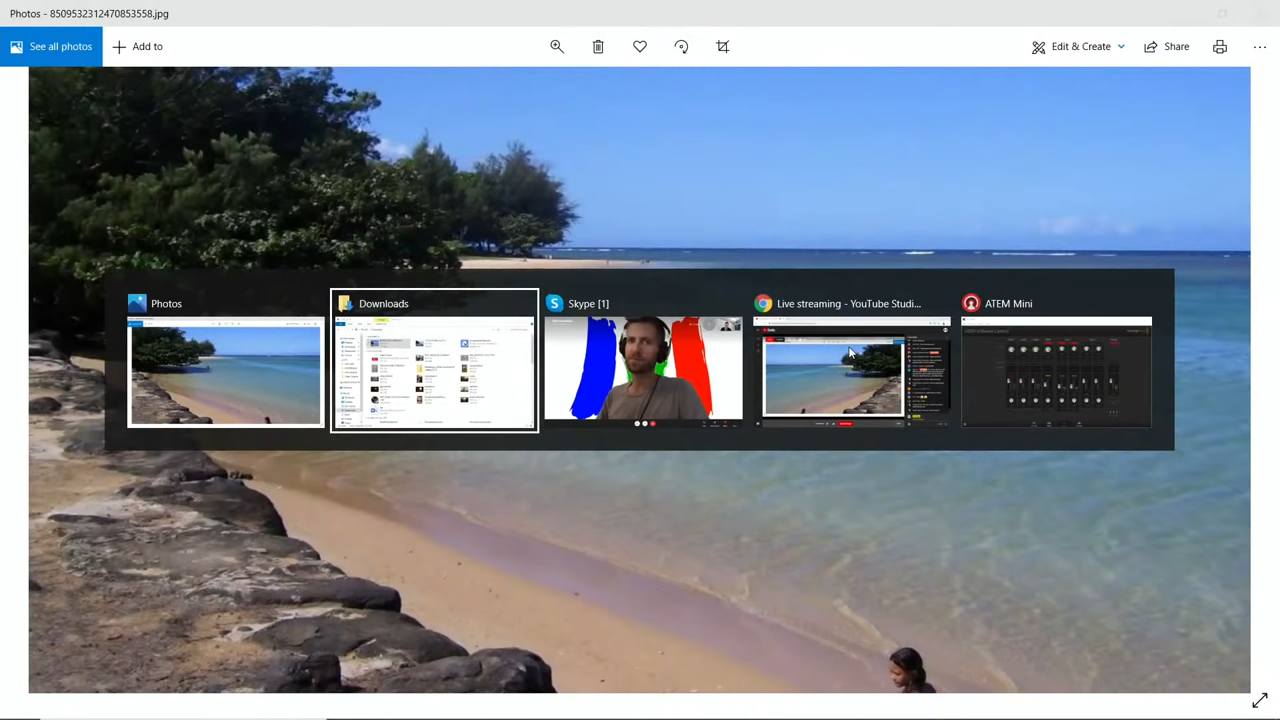 Photos - 8509532312470853558.jpg
See all photos
Add to
Edit & Create
Share
Photos
Downloads
Skype [1]
Live streaming - YouTube Studi...
ATEM Mini